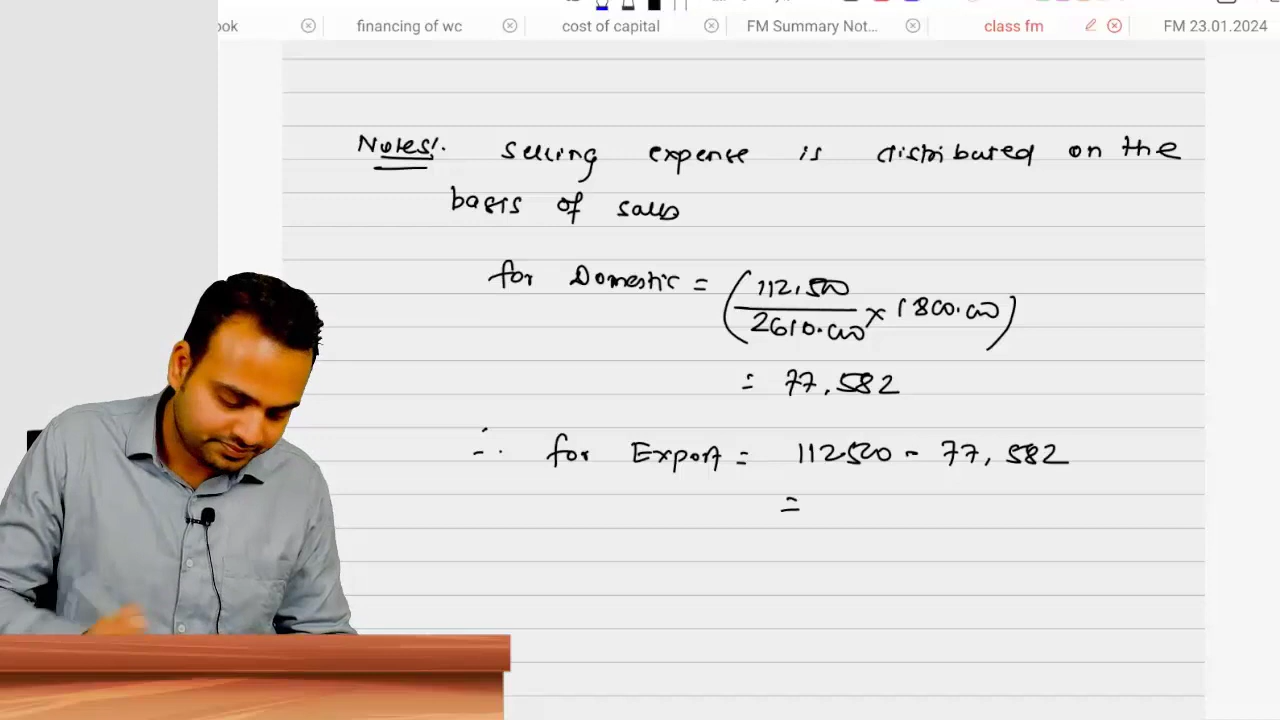 ook financing of wc cost of capital FM Summary Not... class fm FM 23.01.2024
Notes:. Selling expense is distributed on the
basis of sales
for Domestic = (112,500 / 2610.000 × 1800.000)
= 77,582
∴ for Export = 112500 - 77,582
=